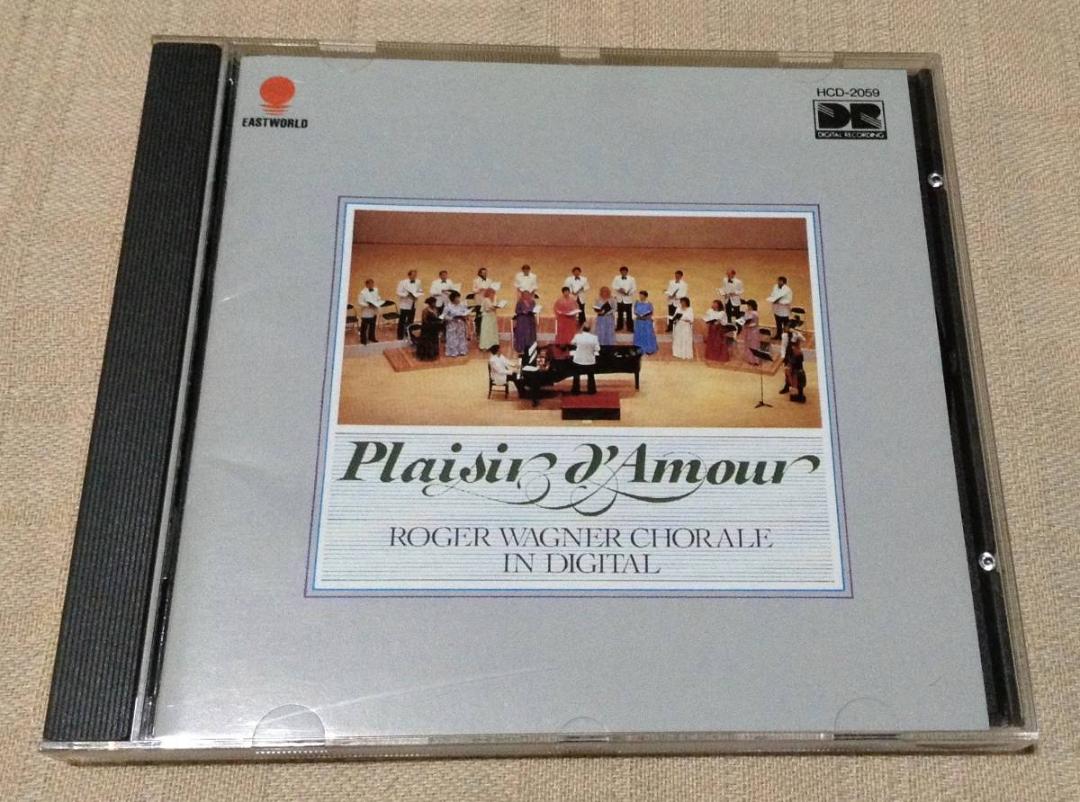 EASTWORLD
HCD-2059
DR
DIGITAL RECORDING
Plaisir d'Amour
ROGER WAGNER CHORALE
IN DIGITAL